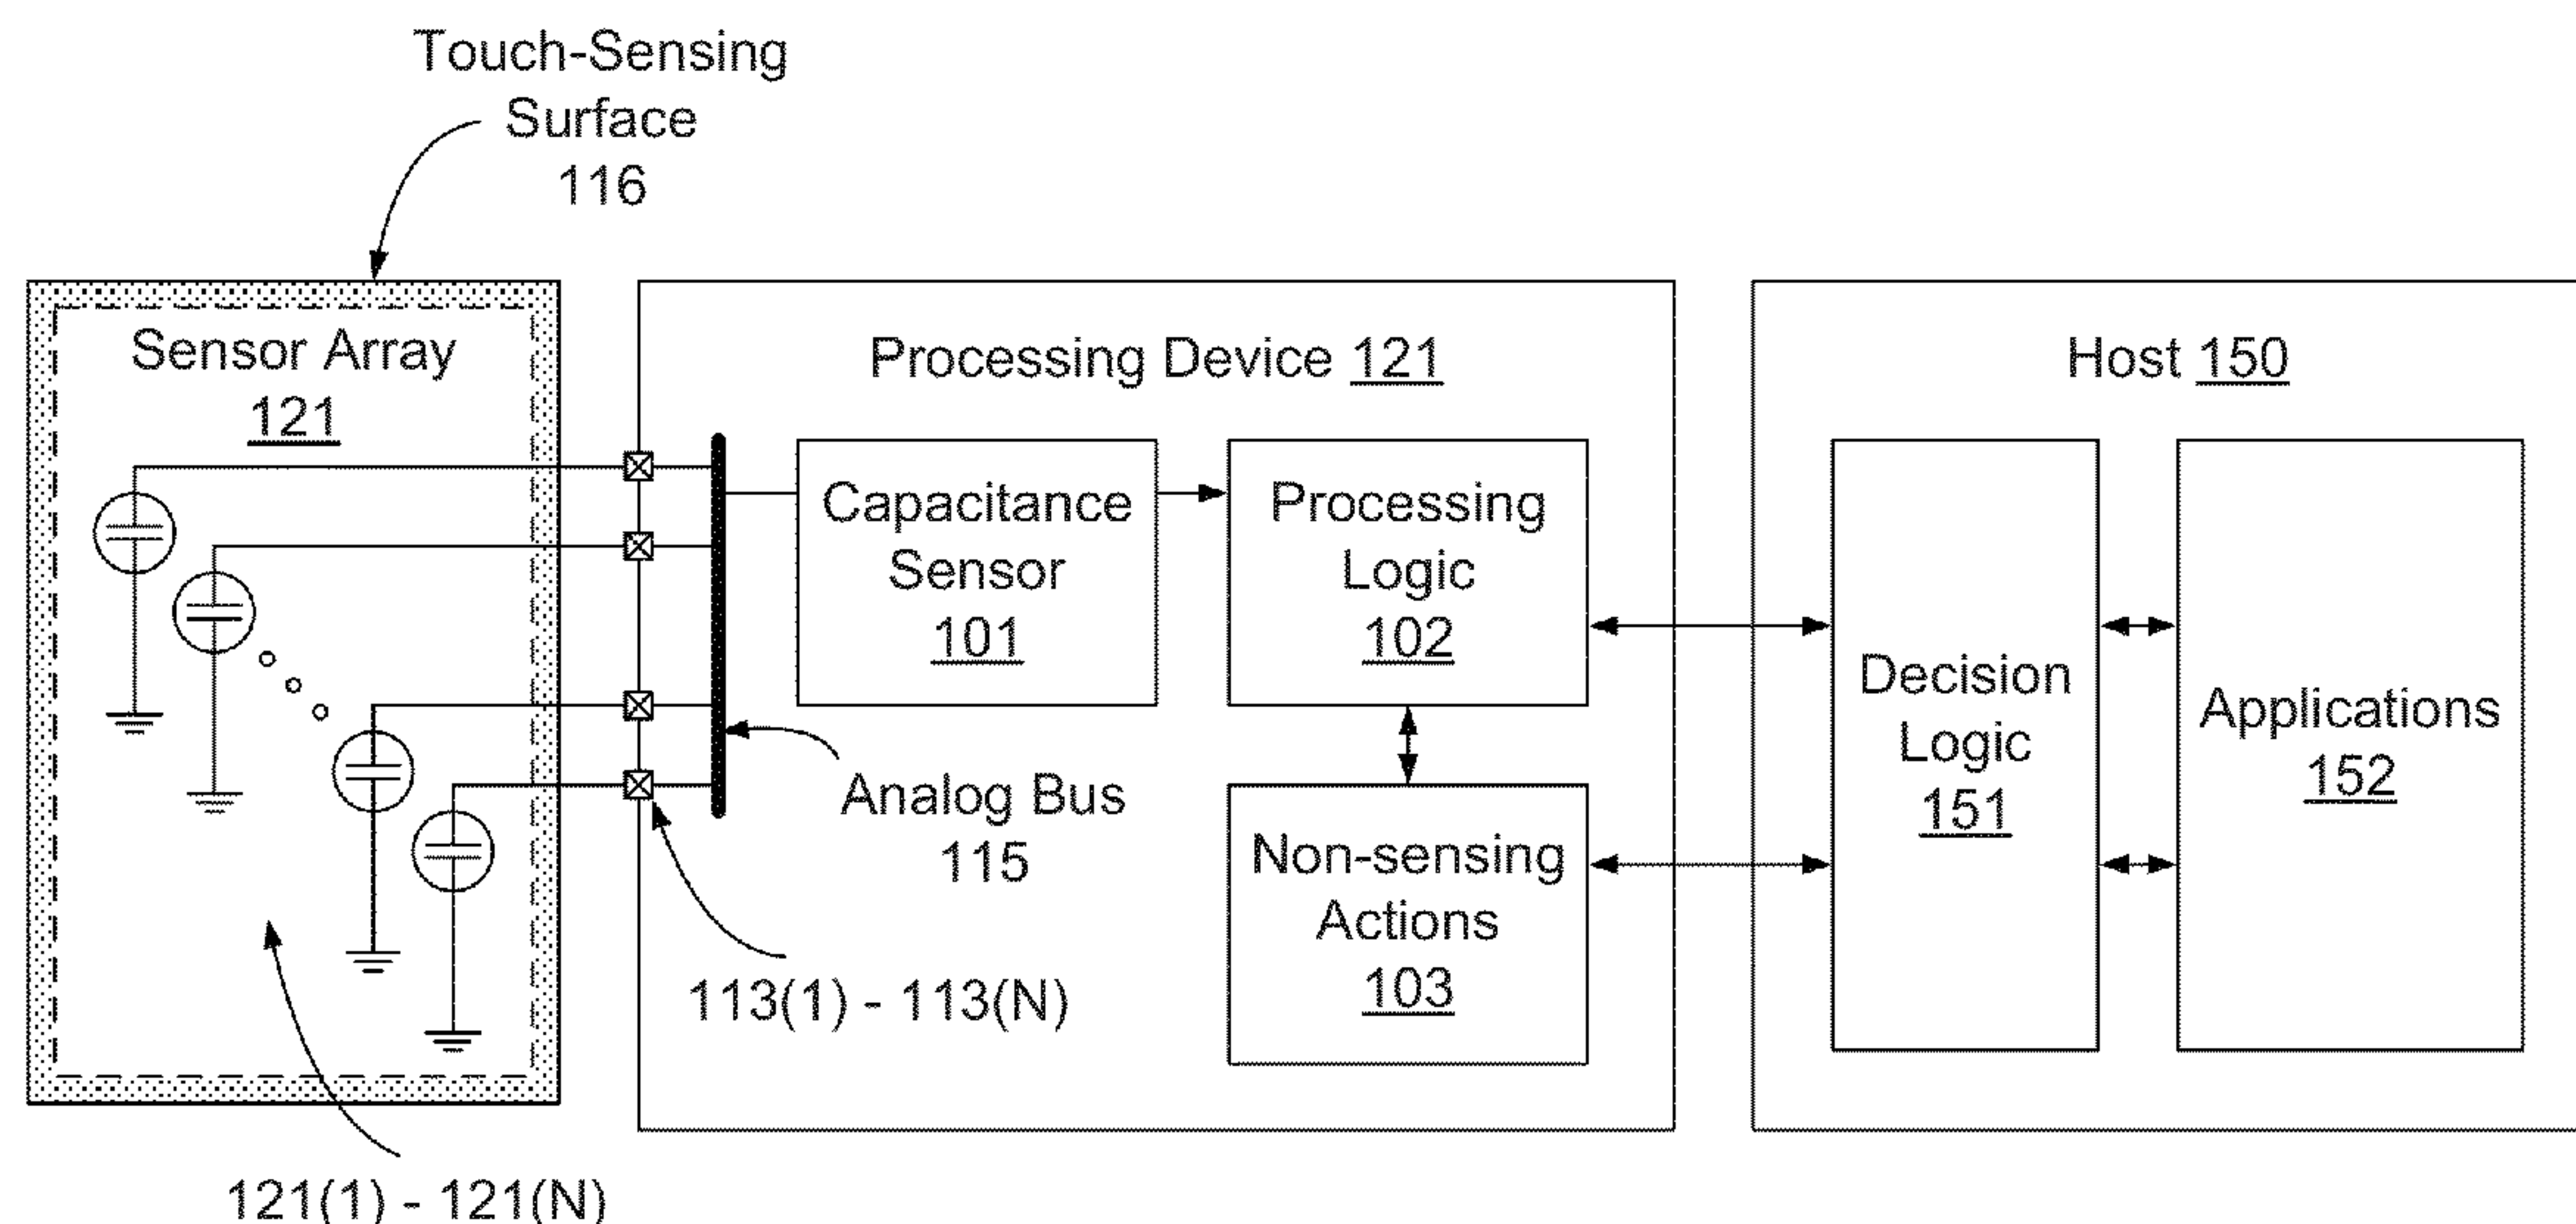 Touch-Sensing
Surface
116
Sensor Array
121
Processing Device 121
Host 150
Capacitance
Sensor
101
Processing
Logic
102
Decision
Logic
151
Applications
152
Analog Bus
115
Non-sensing
Actions
103
113(1) - 113(N)
121(1) - 121(N)